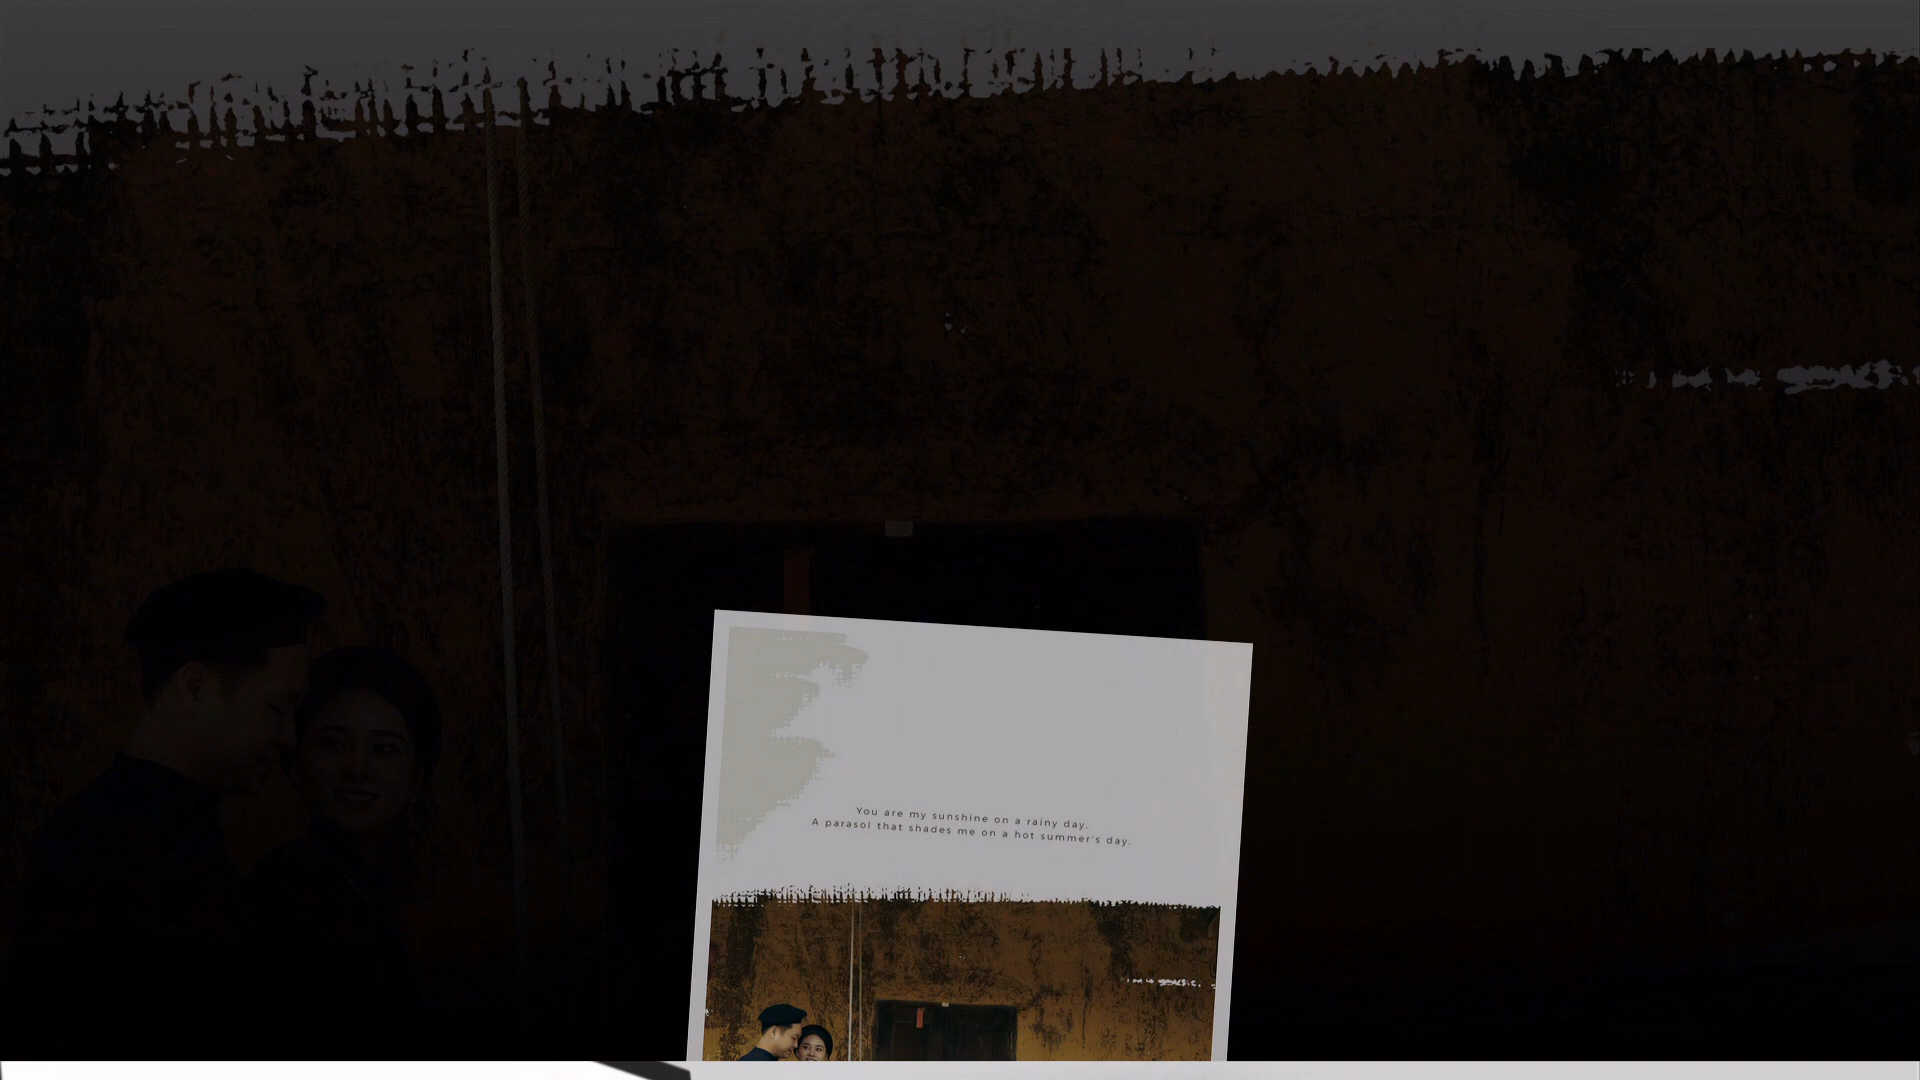 You are my sunshine on a rainy day.
A parasol that shades me on a hot summer's day.